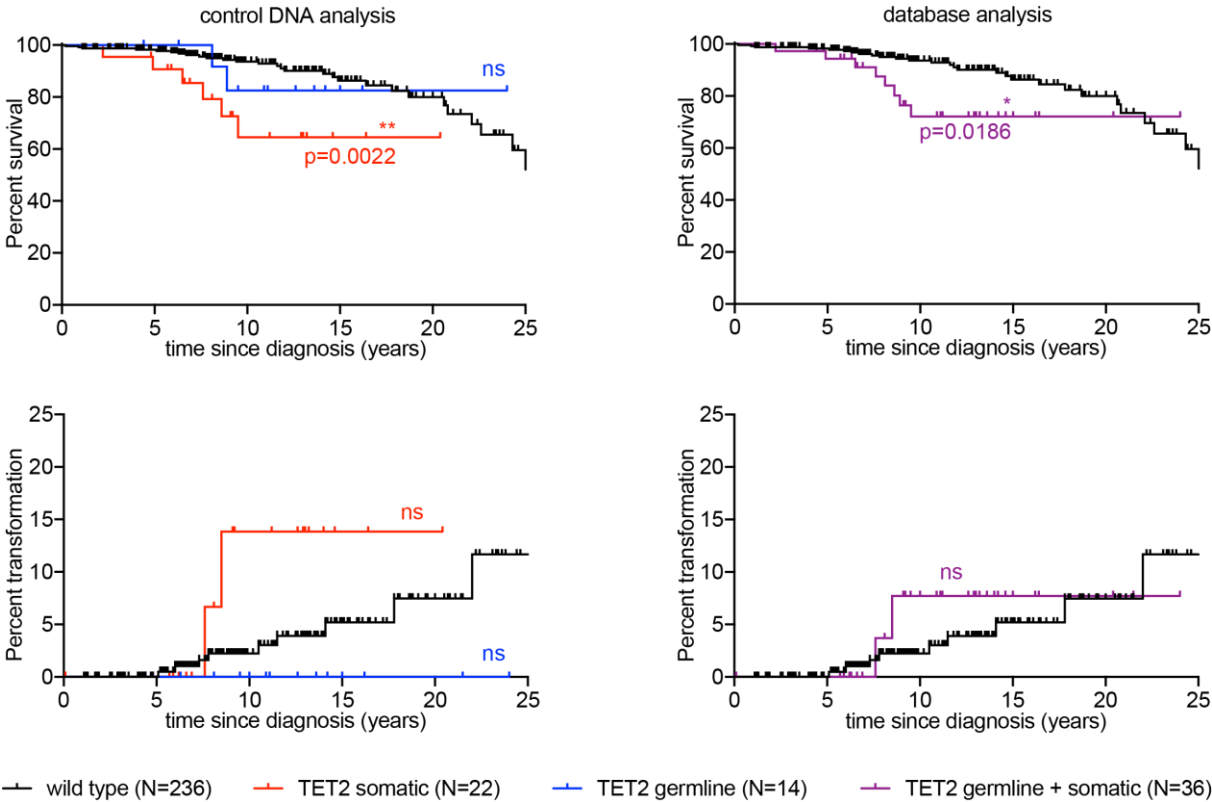 control DNA analysis
database analysis
Percent survival
100
80
60
40
20
0
ns
**
p=0.0022
0 5 10 15 20 25
time since diagnosis (years)
Percent survival
100
80
60
40
20
0
*
p=0.0186
0 5 10 15 20 25
time since diagnosis (years)
Percent transformation
25
20
15
10
5
0
ns
ns
0 5 10 15 20 25
time since diagnosis (years)
Percent transformation
25
20
15
10
5
0
ns
0 5 10 15 20 25
time since diagnosis (years)
wild type (N=236) TET2 somatic (N=22) TET2 germline (N=14) TET2 germline + somatic (N=36)